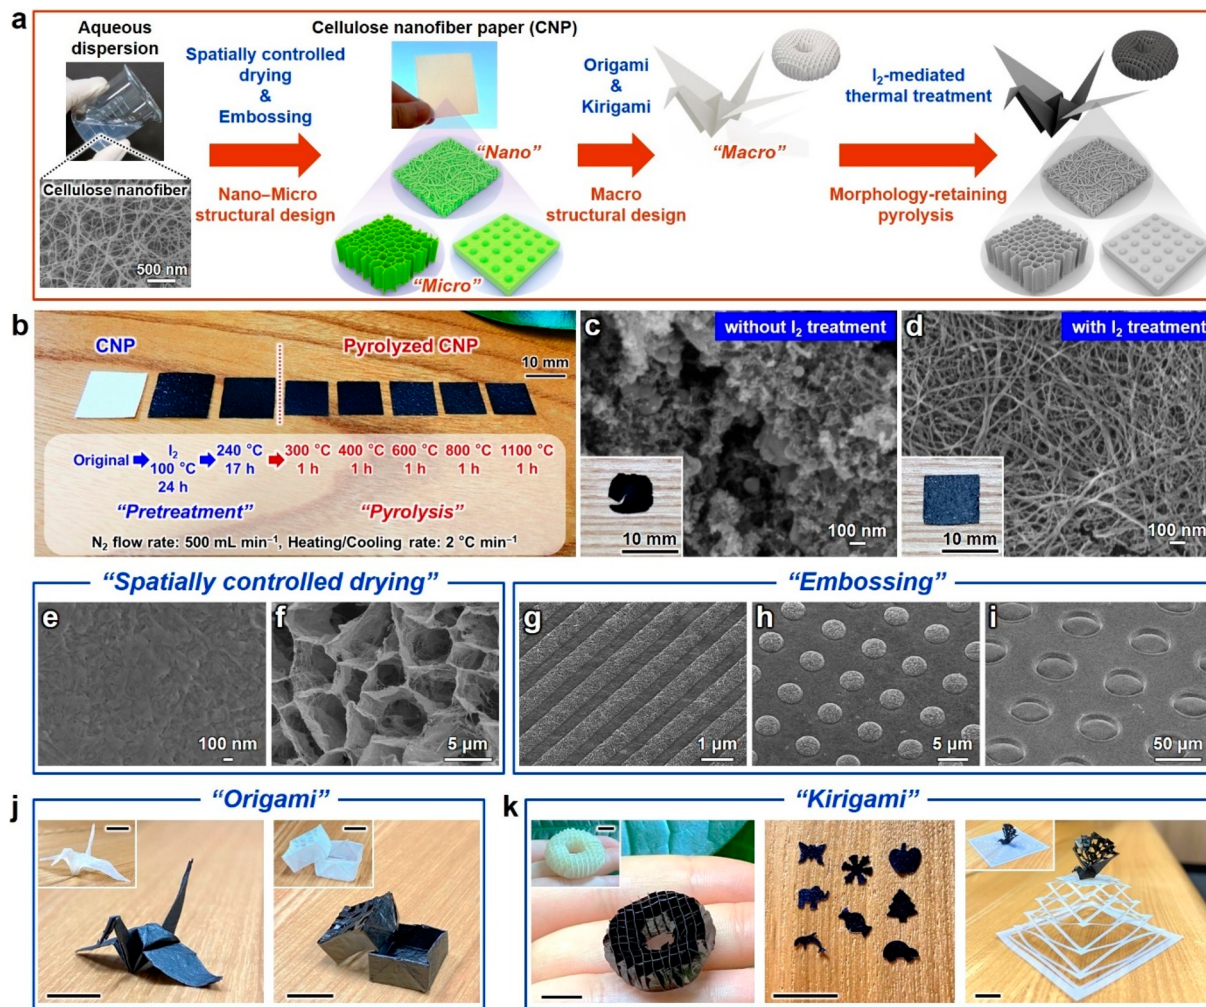 a
Aqueous
dispersion
Cellulose nanofiber
500 nm
Spatially controlled
drying
&
Embossing
Nano–Micro
structural design
Cellulose nanofiber paper (CNP)
“Nano”
“Micro”
Origami
&
Kirigami
Macro
structural design
“Macro”
I₂-mediated
thermal treatment
Morphology-retaining
pyrolysis
b
CNP
Pyrolyzed CNP
10 mm
Original
I₂
100 °C
24 h
240 °C
17 h
300 °C
1 h
400 °C
1 h
600 °C
1 h
800 °C
1 h
1100 °C
1 h
“Pretreatment”
“Pyrolysis”
N₂ flow rate: 500 mL min⁻¹, Heating/Cooling rate: 2 °C min⁻¹
c
without I₂ treatment
10 mm
100 nm
d
with I₂ treatment
10 mm
100 nm
“Spatially controlled drying”
e
100 nm
f
5 µm
“Embossing”
g
1 µm
h
5 µm
i
50 µm
j
“Origami”
k
“Kirigami”